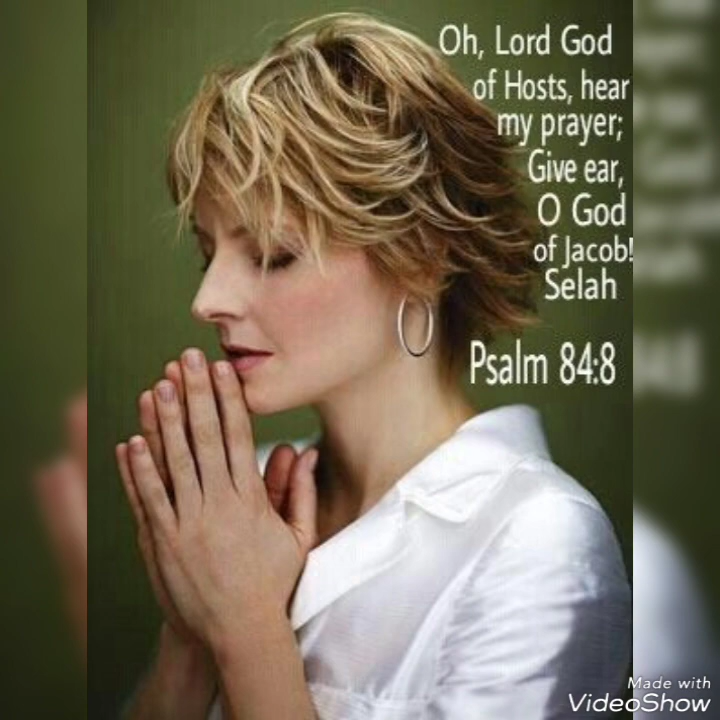 Oh, Lord God
of Hosts, hear
my prayer;
Give ear,
O God
of Jacob!
Selah
Psalm 84:8
Made with
VideoShow